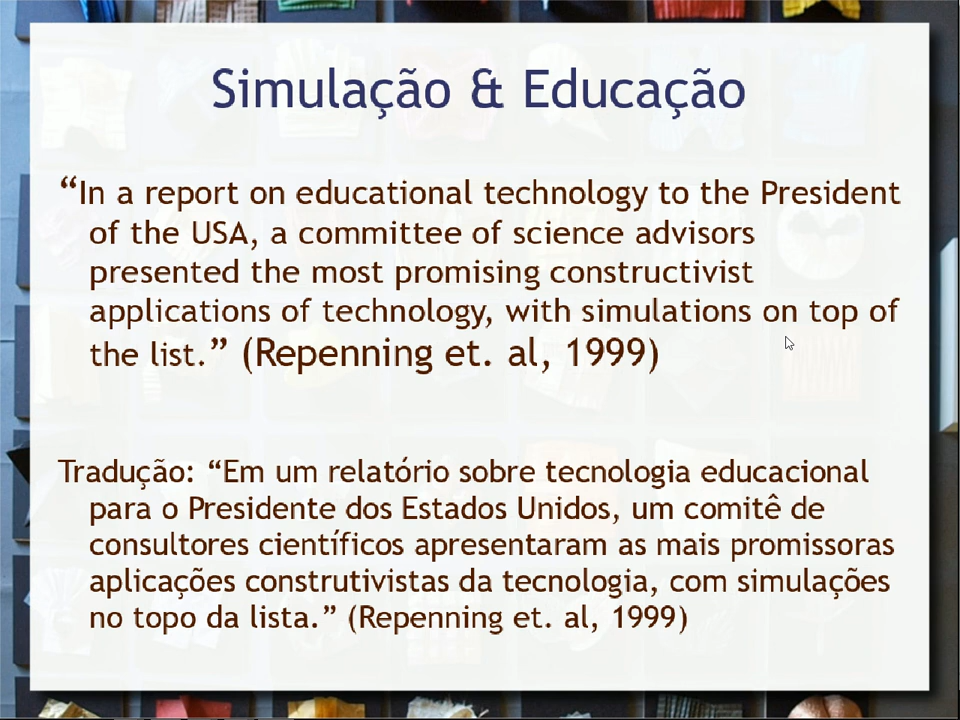 Simulação & Educação
“In a report on educational technology to the President
of the USA, a committee of science advisors
presented the most promising constructivist
applications of technology, with simulations on top of
the list.” (Repenning et. al, 1999)
Tradução: “Em um relatório sobre tecnologia educacional
para o Presidente dos Estados Unidos, um comitê de
consultores científicos apresentaram as mais promissoras
aplicações construtivistas da tecnologia, com simulações
no topo da lista.” (Repenning et. al, 1999)